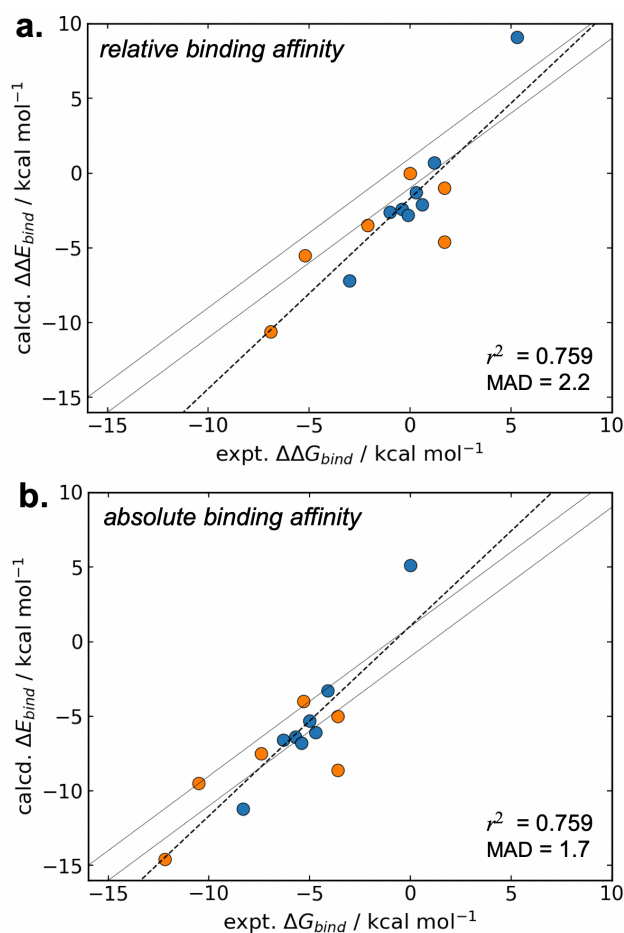 a.
relative binding affinity
calcd. ΔΔE_bind / kcal mol⁻¹
10
5
0
−5
−10
−15
r² = 0.759
MAD = 2.2
−15 −10 −5 0 5 10
expt. ΔΔG_bind / kcal mol⁻¹
b.
absolute binding affinity
calcd. ΔE_bind / kcal mol⁻¹
10
5
0
−5
−10
−15
r² = 0.759
MAD = 1.7
−15 −10 −5 0 5 10
expt. ΔG_bind / kcal mol⁻¹